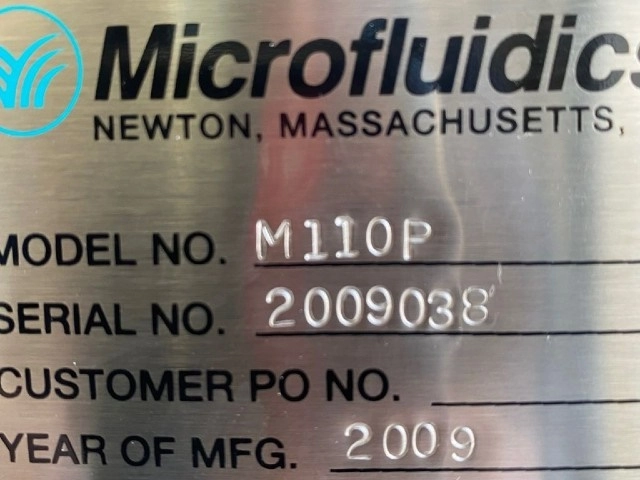 Microfluidics
NEWTON, MASSACHUSETTS,
MODEL NO. M110P
SERIAL NO. 2009038
CUSTOMER PO NO.
YEAR OF MFG. 2009